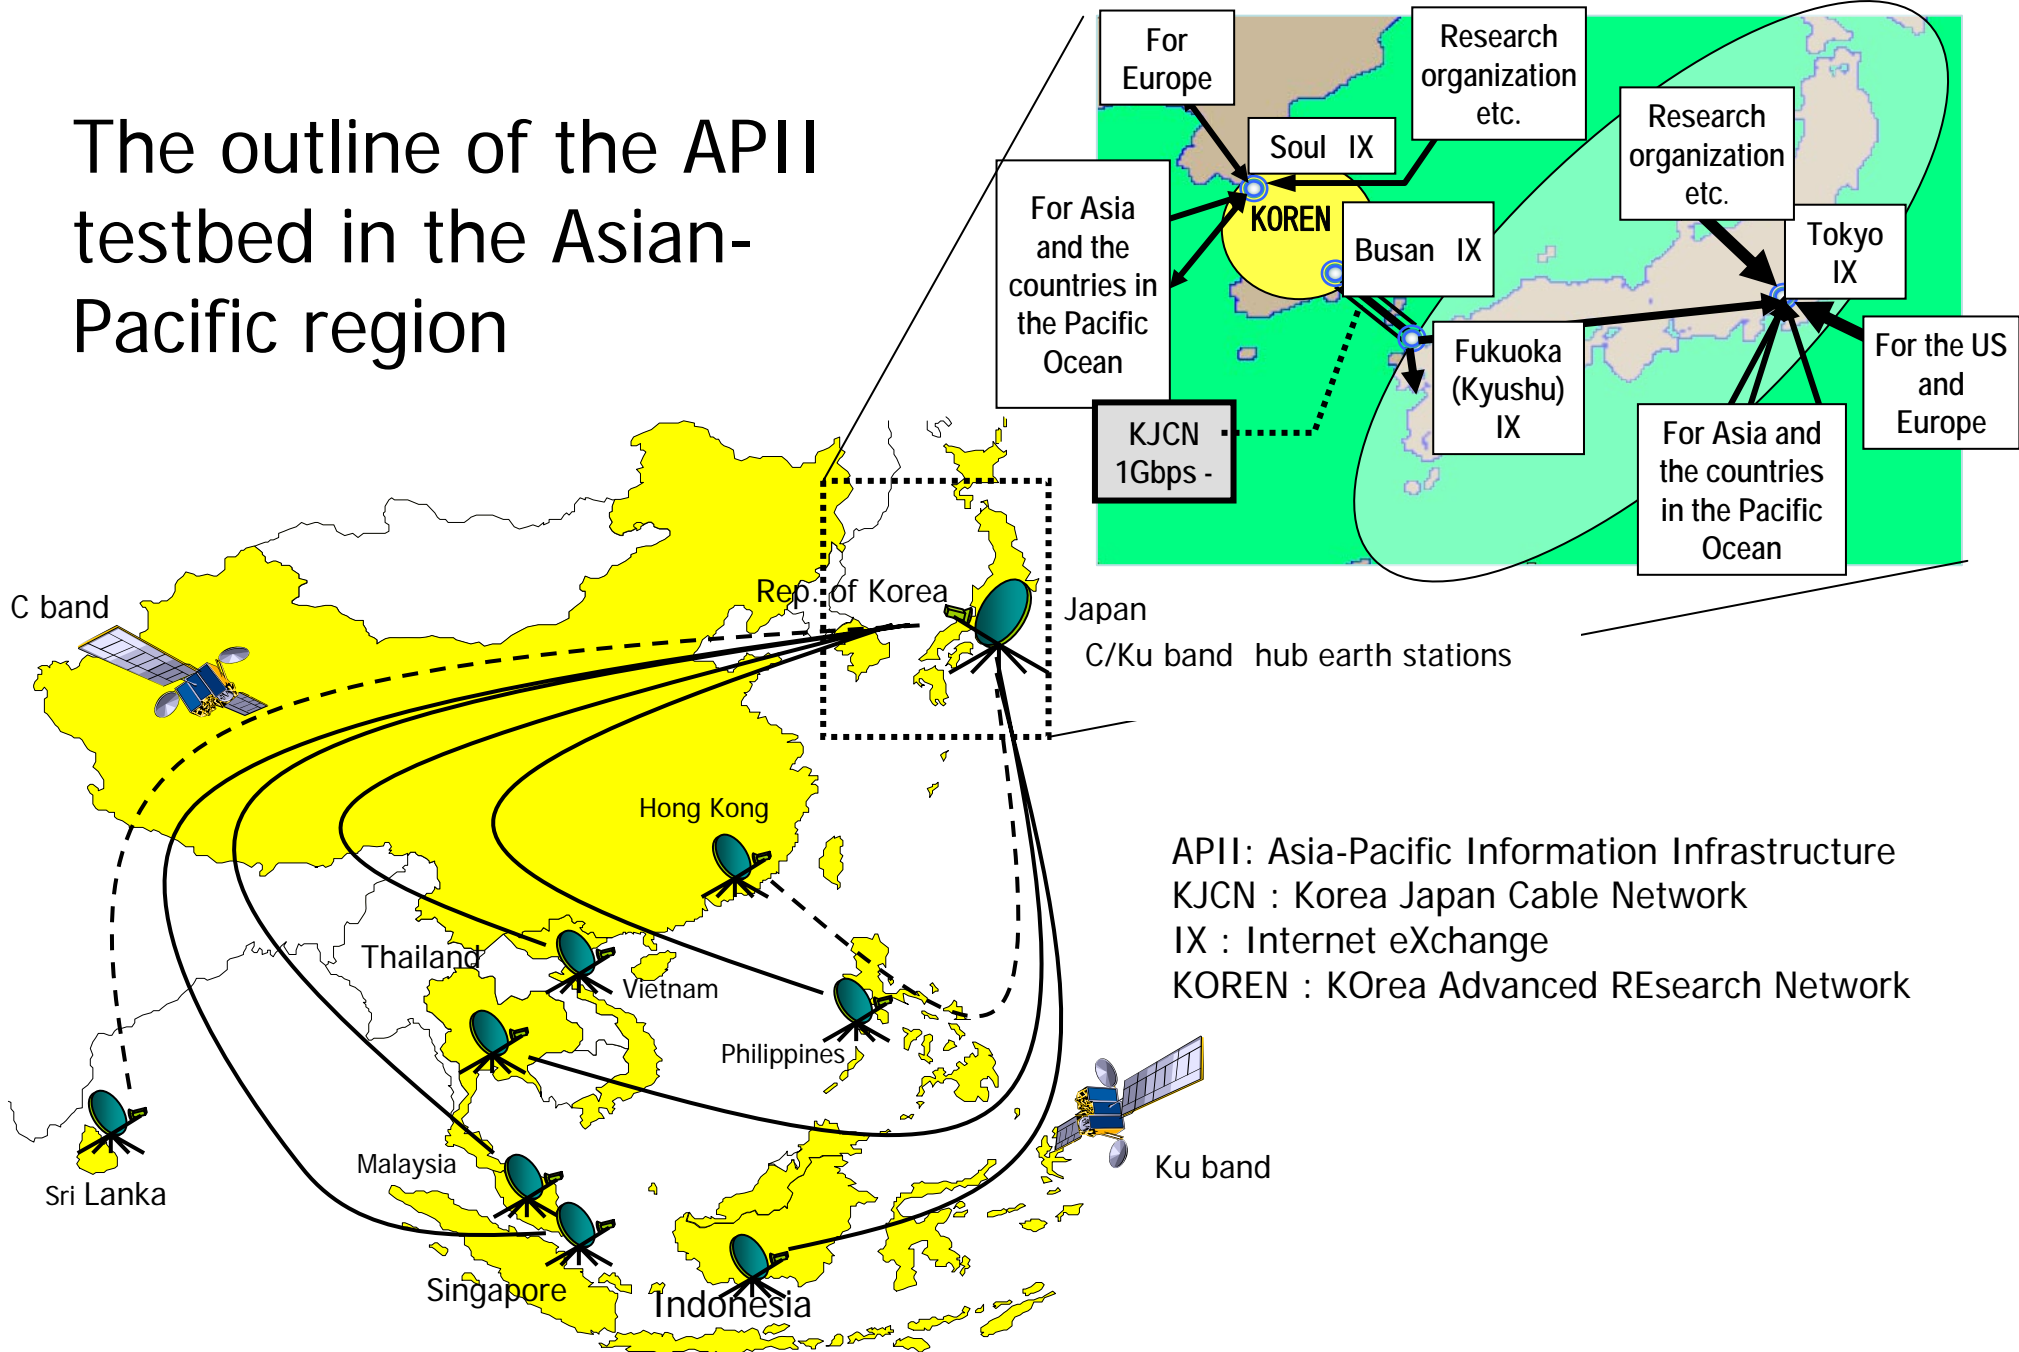 The outline of the APII
testbed in the Asian-
Pacific region
For
Europe
Research
organization
etc.
Soul IX
For Asia
and the
countries in
the Pacific
Ocean
KOREN
Busan IX
Research
organization
etc.
Tokyo
IX
Fukuoka
(Kyushu)
IX
For the US
and
Europe
For Asia and
the countries
in the Pacific
Ocean
KJCN
1Gbps -
C band
Rep. of Korea
Japan
C/Ku band hub earth stations
Hong Kong
Thailand
Vietnam
Philippines
Sri Lanka
Malaysia
Singapore
Indonesia
Ku band
APII: Asia-Pacific Information Infrastructure
KJCN : Korea Japan Cable Network
IX : Internet eXchange
KOREN : KOrea Advanced REsearch Network